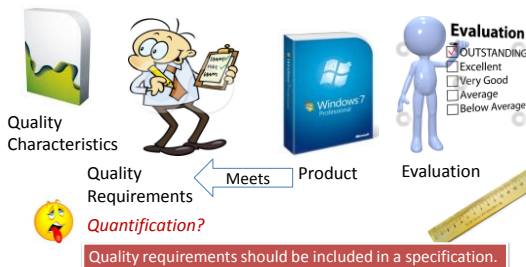 Evaluation
OUTSTANDING
Excellent
Very Good
Average
Below Average
Windows 7
Professional
Quality
Characteristics
Quality
Requirements
Meets
Product
Evaluation
Quantification?
Quality requirements should be included in a specification.